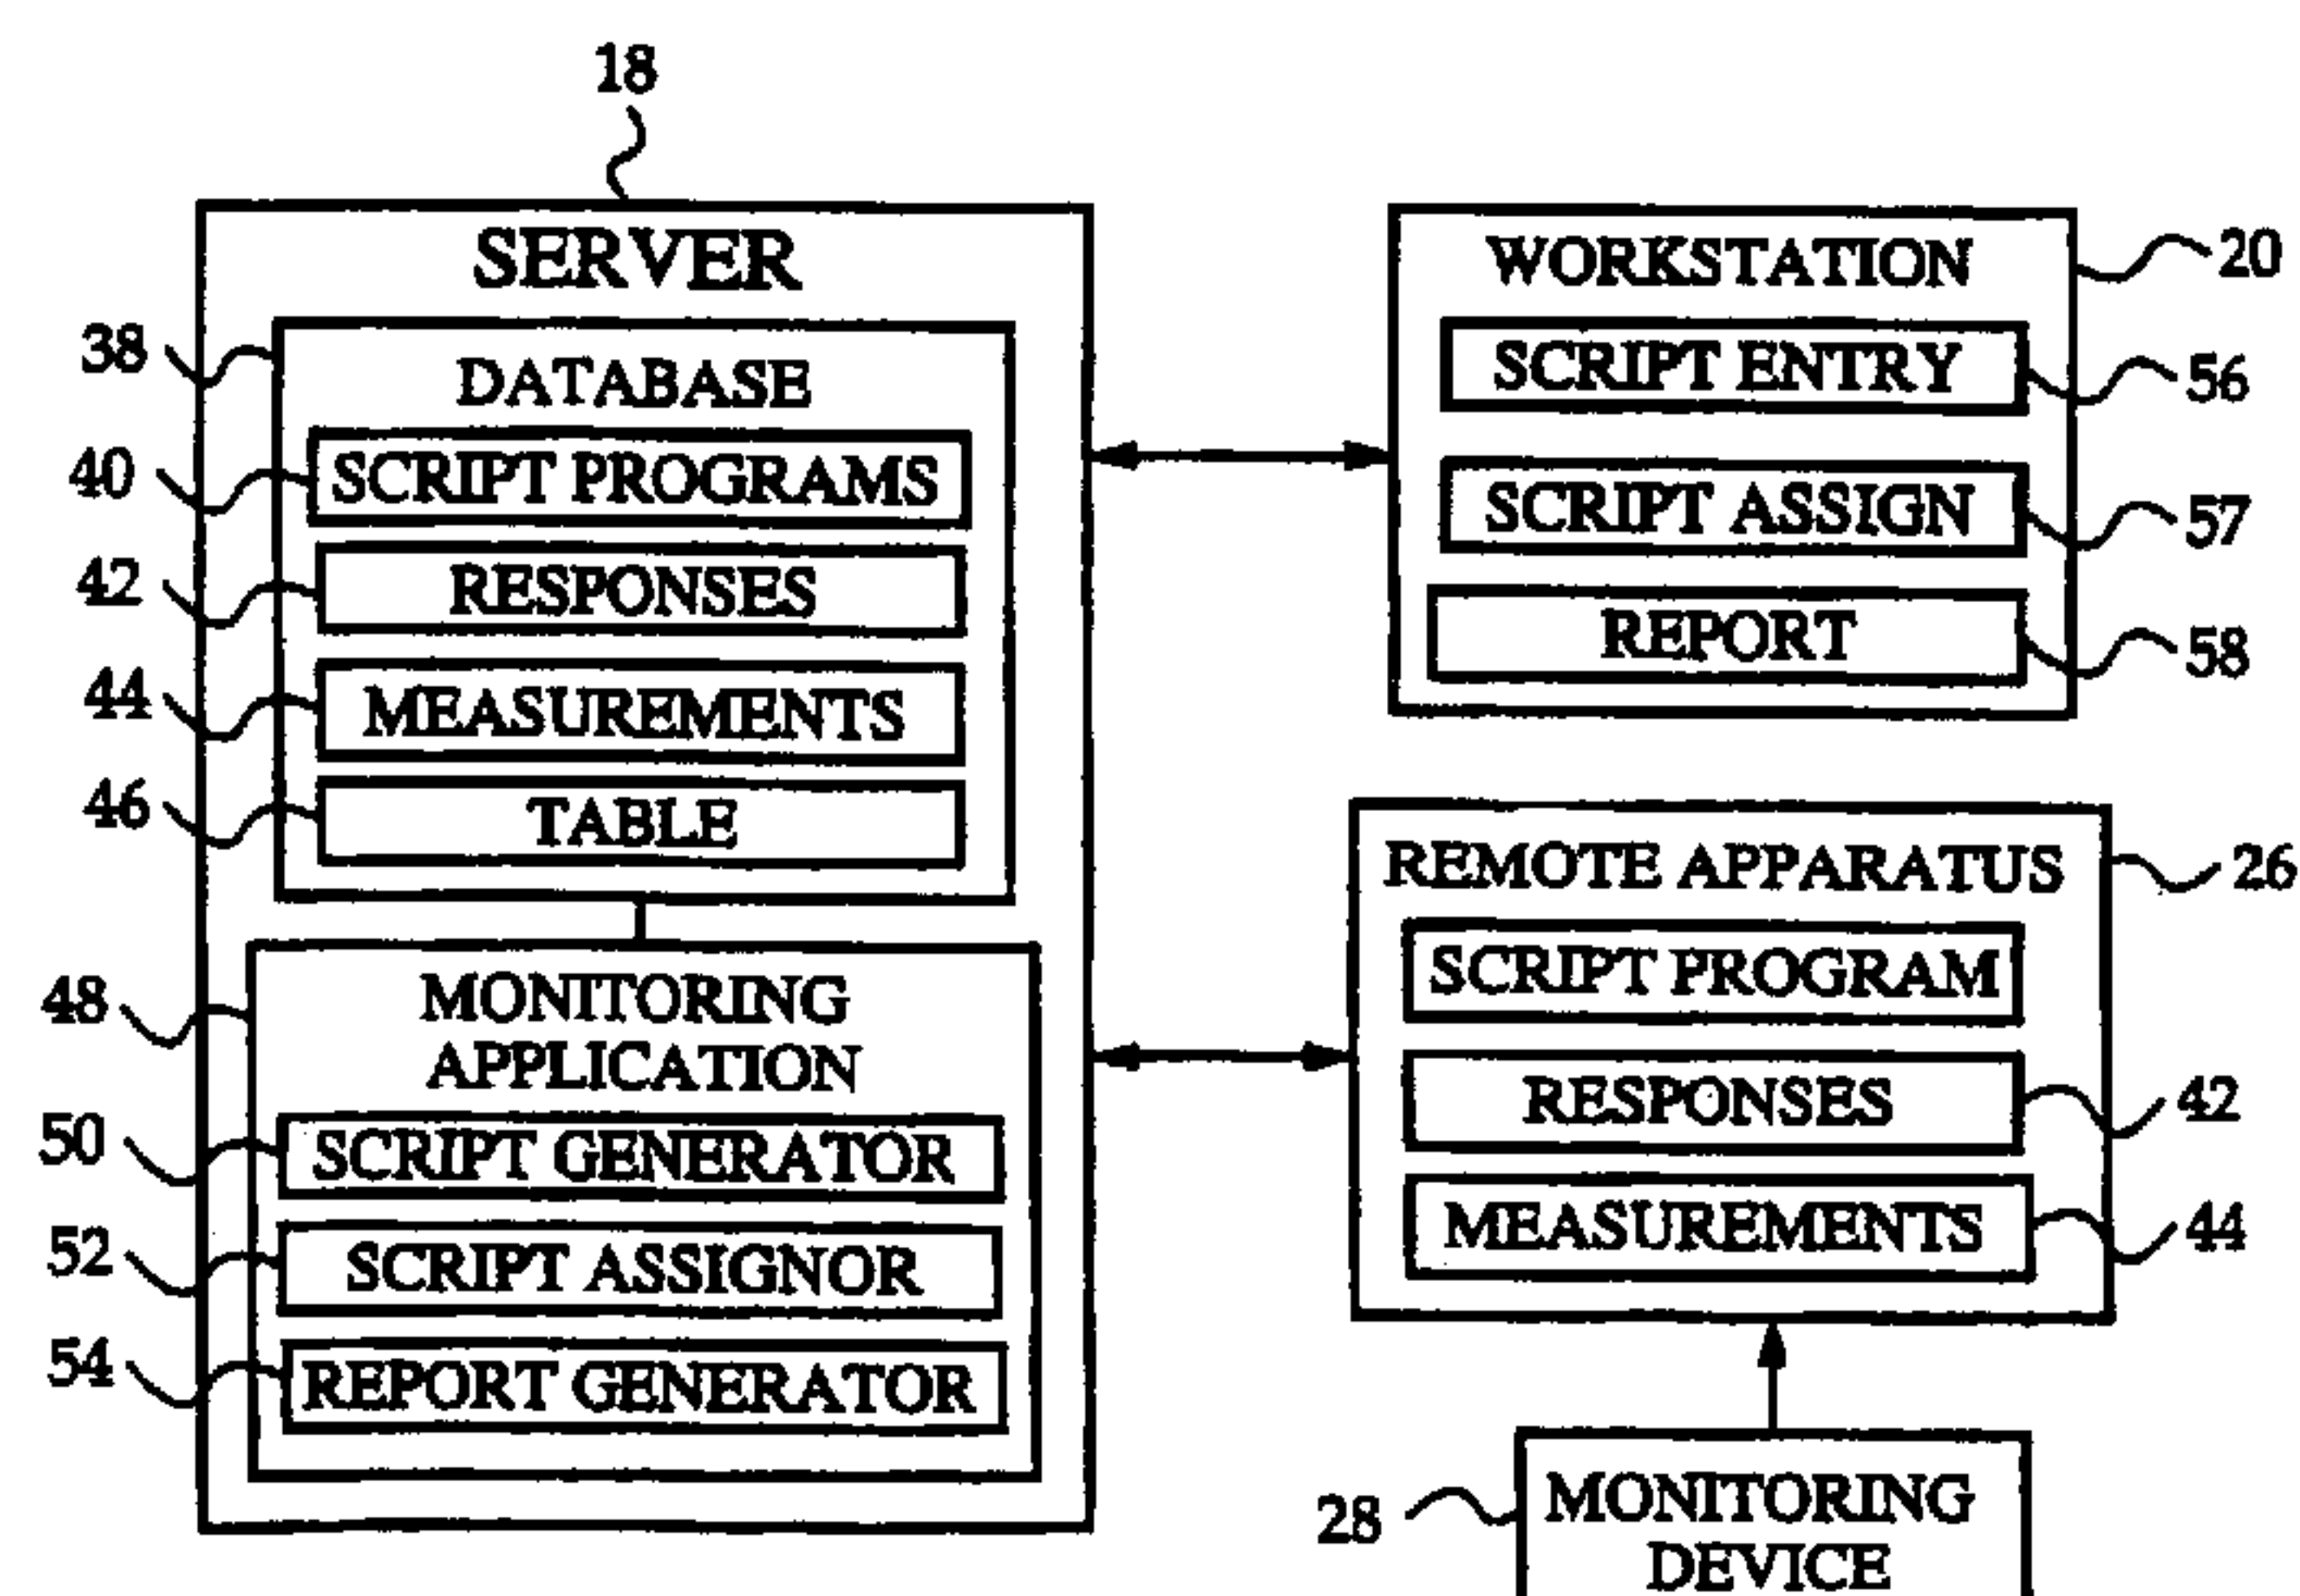 18
SERVER
38
DATABASE
40
SCRIPT PROGRAMS
42
RESPONSES
44
MEASUREMENTS
46
TABLE
48
MONITORING
APPLICATION
50
SCRIPT GENERATOR
52
SCRIPT ASSIGNOR
54
REPORT GENERATOR
WORKSTATION
20
SCRIPT ENTRY
56
SCRIPT ASSIGN
57
REPORT
58
REMOTE APPARATUS
26
SCRIPT PROGRAM
RESPONSES
42
MEASUREMENTS
44
28
MONITORING
DEVICE